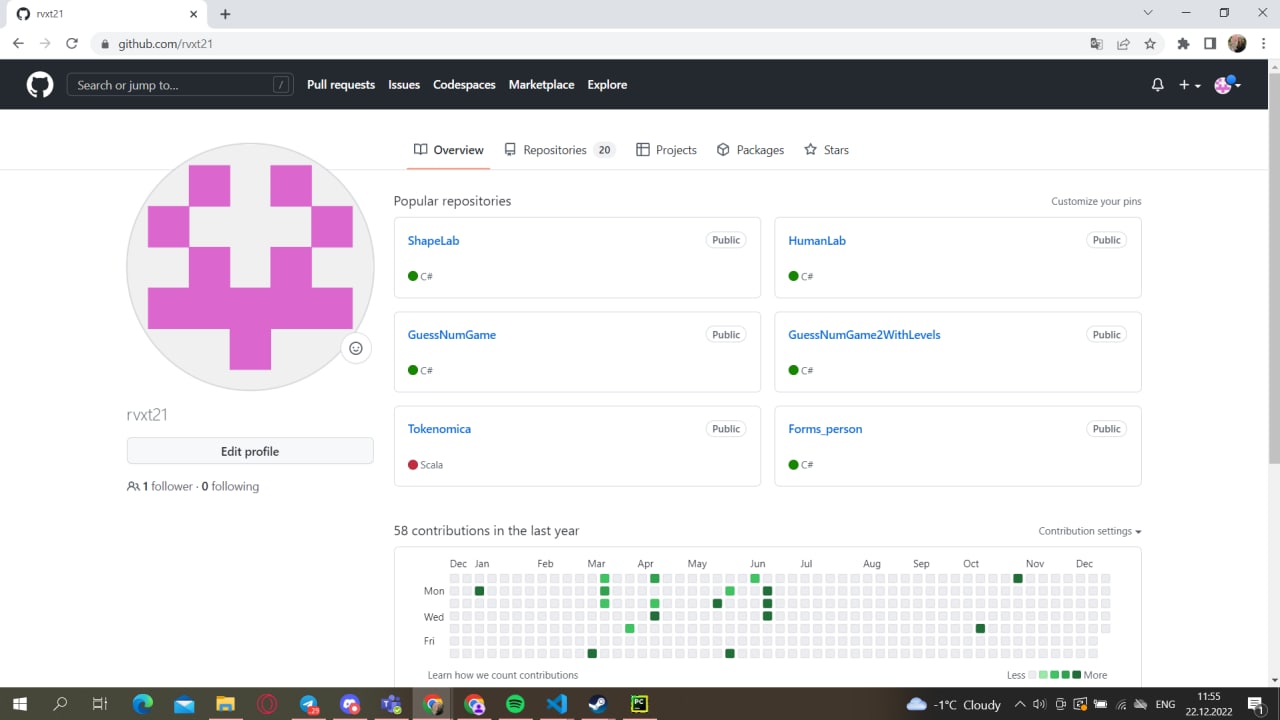 rvxt21
github.com/rvxt21
Search or jump to... /
Pull requests Issues Codespaces Marketplace Explore
Overview Repositories 20 Projects Packages Stars
Popular repositories Customize your pins
ShapeLab Public
C#
HumanLab Public
C#
GuessNumGame Public
C#
GuessNumGame2WithLevels Public
C#
Tokenomica Public
Scala
Forms_person Public
C#
rvxt21
Edit profile
1 follower · 0 following
58 contributions in the last year Contribution settings
Dec Jan Feb Mar Apr May Jun Jul Aug Sep Oct Nov Dec
Mon
Wed
Fri
Learn how we count contributions Less More
-1°C Cloudy ENG 11:55
22.12.2022
PC
1